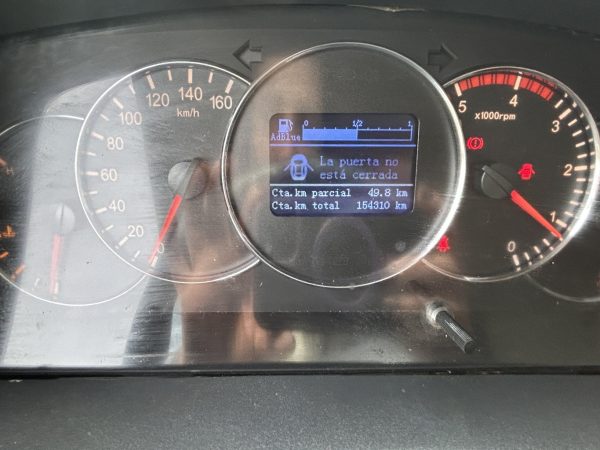 120
140
160
100
km/h
80
60
40
20
0
0 1/2 1
AdBlue
La puerta no
está cerrada
Cta.km parcial 49.8 km
Cta.km total 154310 km
5
4
3
x1000rpm
2
1
0